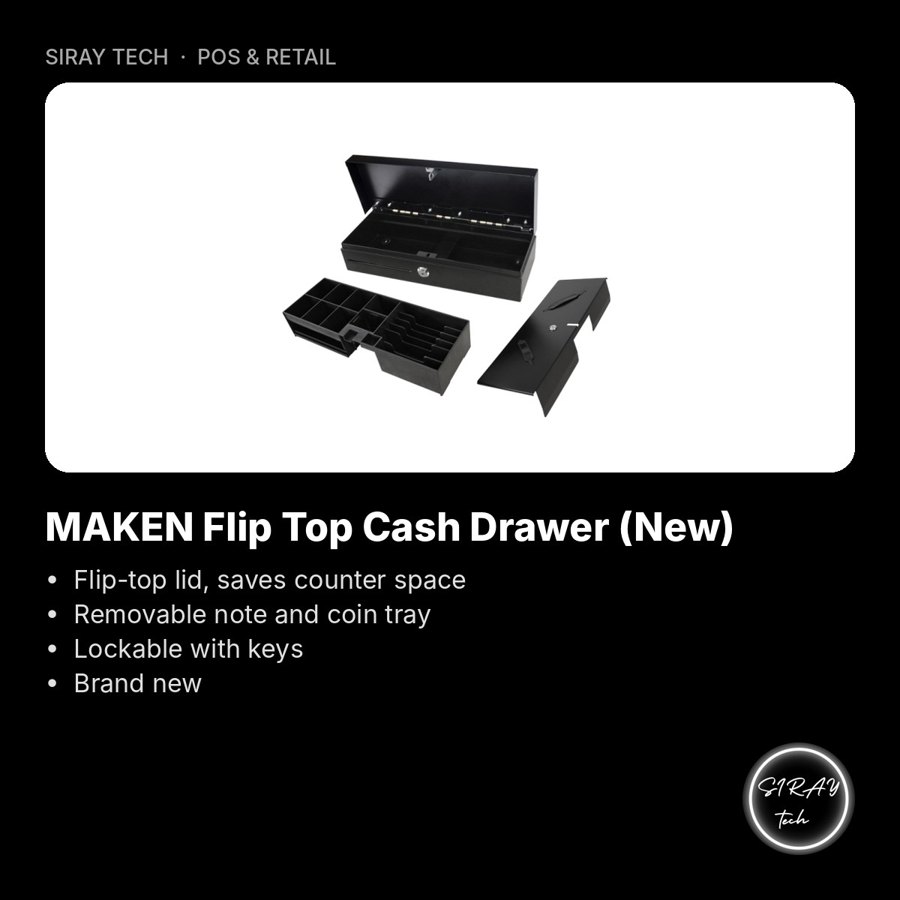 SIRAY TECH · POS & RETAIL
MAKEN Flip Top Cash Drawer (New)
• Flip-top lid, saves counter space
• Removable note and coin tray
• Lockable with keys
• Brand new
SIRAY
tech